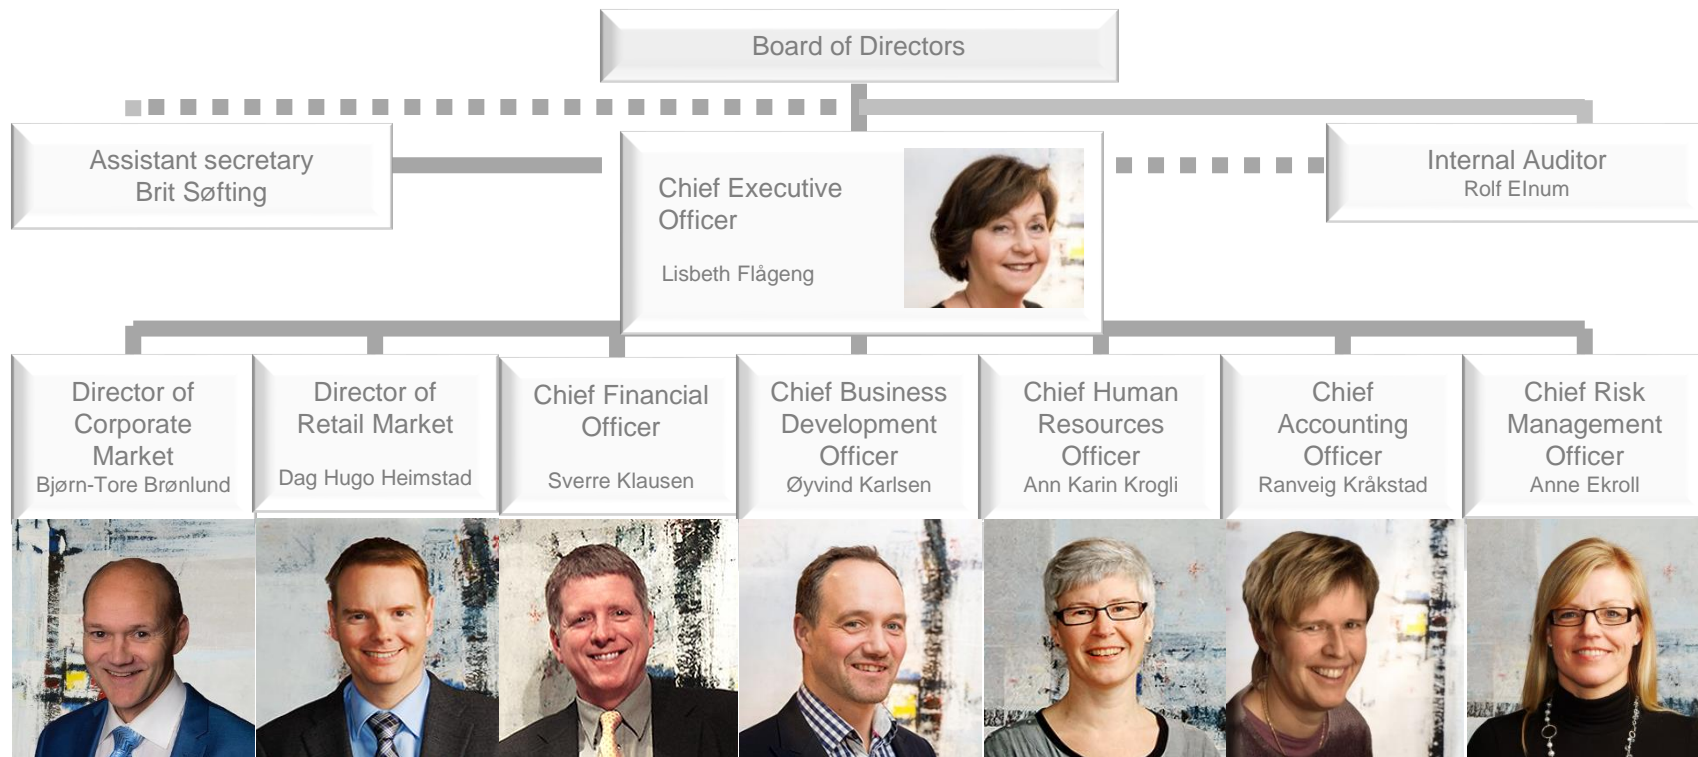 Board of Directors
Assistant secretary
Brit Søfting
Chief Executive
Officer
Lisbeth Flågeng
Internal Auditor
Rolf EInum
Director of
Corporate
Market
Bjørn-Tore Brønlund
Director of
Retail Market
Dag Hugo Heimstad
Chief Financial
Officer
Sverre Klausen
Chief Business
Development
Officer
Øyvind Karlsen
Chief Human
Resources
Officer
Ann Karin Krogli
Chief
Accounting
Officer
Ranveig Kråkstad
Chief Risk
Management
Officer
Anne Ekroll